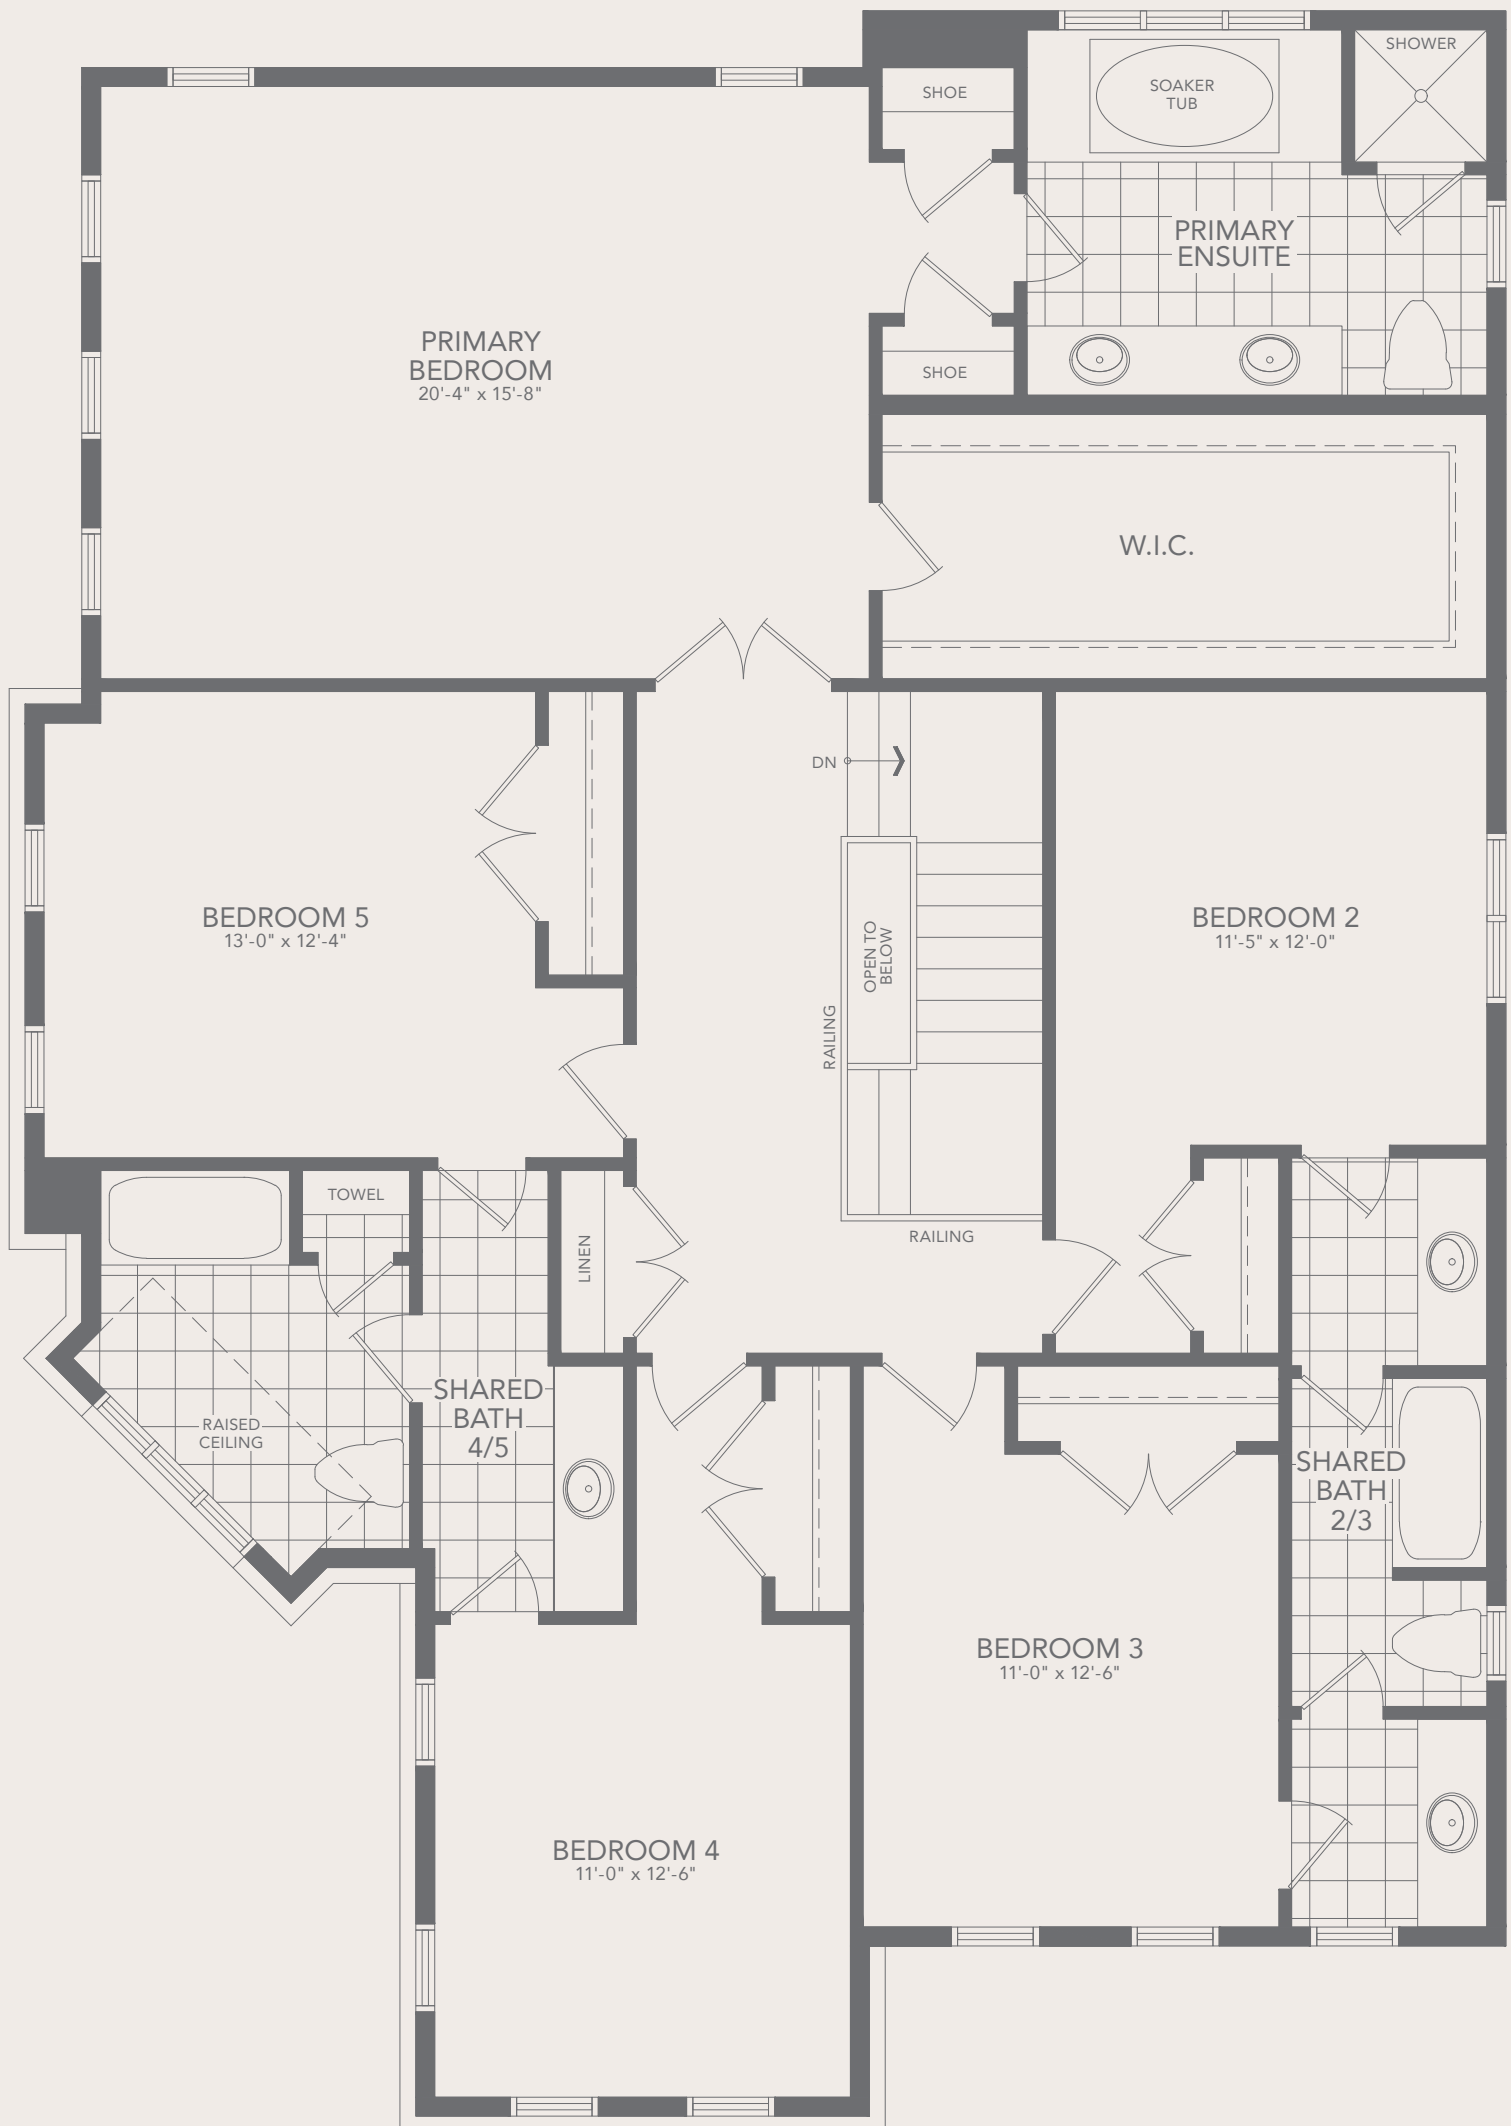 SHOE
SOAKER
TUB
SHOWER
PRIMARY
ENSUITE
PRIMARY
BEDROOM
20'-4" x 15'-8"
SHOE
W.I.C.
DN
BEDROOM 5
13'-0" x 12'-4"
OPEN TO
BELOW
RAILING
BEDROOM 2
11'-5" x 12'-0"
TOWEL
LINEN
RAILING
RAISED
CEILING
SHARED
BATH
4/5
SHARED
BATH
2/3
BEDROOM 3
11'-0" x 12'-6"
BEDROOM 4
11'-0" x 12'-6"